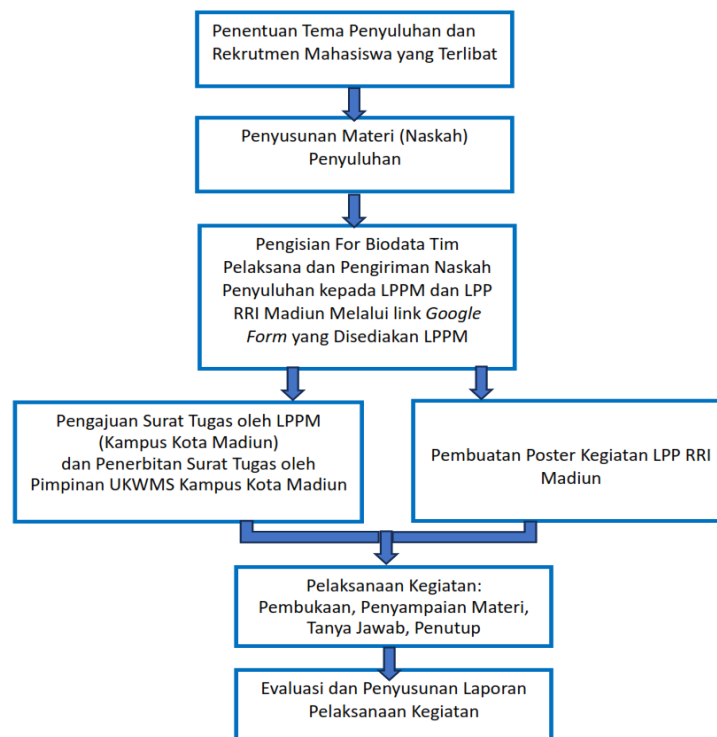 Penentuan Tema Penyuluhan dan
Rekrutmen Mahasiswa yang Terlibat
Penyusunan Materi (Naskah)
Penyuluhan
Pengisian For Biodata Tim
Pelaksana dan Pengiriman Naskah
Penyuluhan kepada LPPM dan LPP
RRI Madiun Melalui link Google
Form yang Disediakan LPPM
Pengajuan Surat Tugas oleh LPPM
(Kampus Kota Madiun)
dan Penerbitan Surat Tugas oleh
Pimpinan UKWMS Kampus Kota Madiun
Pembuatan Poster Kegiatan LPP RRI
Madiun
Pelaksanaan Kegiatan:
Pembukaan, Penyampaian Materi,
Tanya Jawab, Penutup
Evaluasi dan Penyusunan Laporan
Pelaksanaan Kegiatan